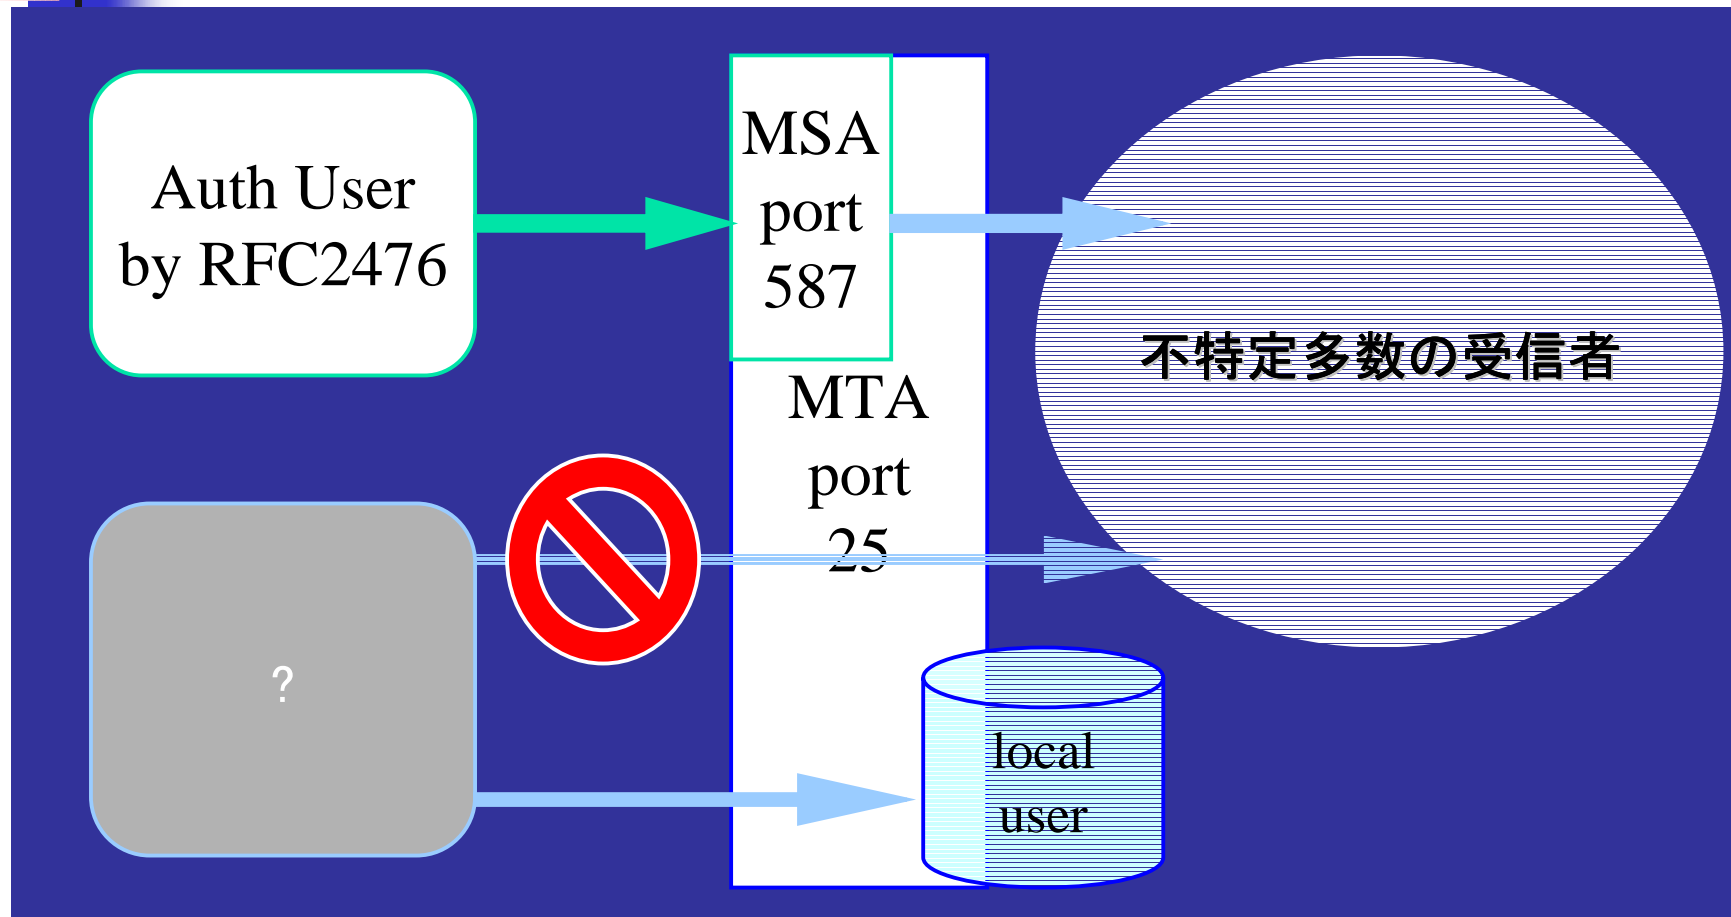 Auth User
by RFC2476
MSA
port
587
MTA
port
25
不特定多数の受信者
?
local
user